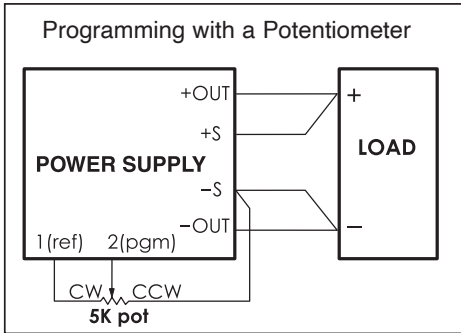 Programming with a Potentiometer
+OUT
+
+S
POWER SUPPLY
LOAD
–S
–OUT
–
1(ref) 2(pgm)
CW CCW
5K pot